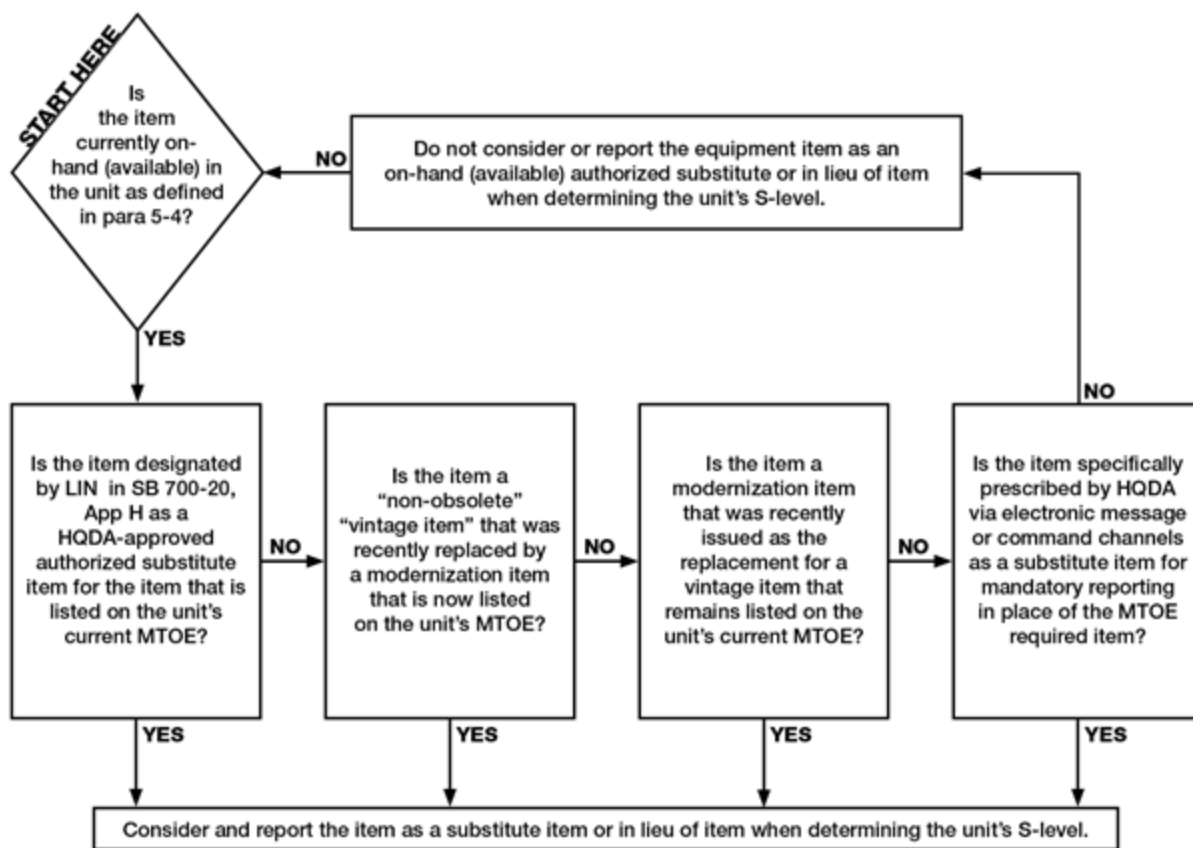 START HERE
Is
the item
currently on-
hand (available) in
the unit as defined
in para 5-4?
NO
Do not consider or report the equipment item as an
on-hand (available) authorized substitute or in lieu of item
when determining the unit's S-level.
YES
NO
Is the item designated
by LIN in SB 700-20,
App H as a
HQDA-approved
authorized substitute
item for the item that is
listed on the unit's
current MTOE?
NO
Is the item a
“non-obsolete”
“vintage item” that was
recently replaced by
a modernization item
that is now listed
on the unit's MTOE?
NO
Is the item a
modernization item
that was recently
issued as the
replacement for a
vintage item that
remains listed on the
unit's current MTOE?
NO
Is the item specifically
prescribed by HQDA
via electronic message
or command channels
as a substitute item for
mandatory reporting
in place of the MTOE
required item?
YES
YES
YES
YES
Consider and report the item as a substitute item or in lieu of item when determining the unit's S-level.